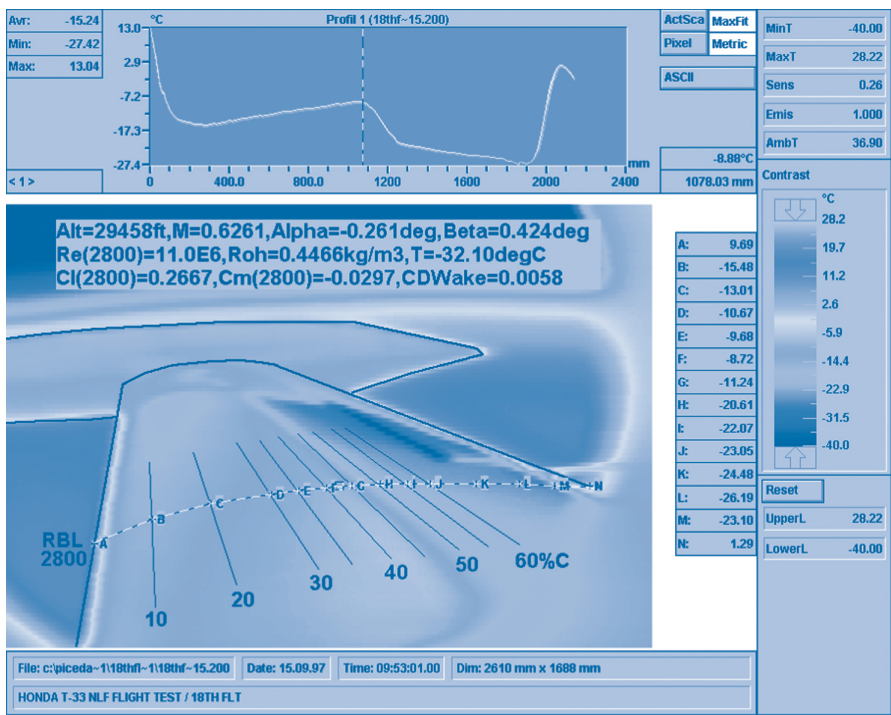 Avr: -15.24
Min: -27.42
Max: 13.04
< 1 >
°C
Profil 1 (18thf~15.200)
13.0
2.9
-7.2
-17.3
-27.4
0 400.0 800.0 1200 1600 2000 2400
mm
ActSca MaxFit
Pixel Metric
ASCII
-8.88°C
1078.03 mm
MinT -40.00
MaxT 28.22
Sens 0.26
Emis 1.000
AmbT 36.90
Contrast
°C
28.2
19.7
11.2
2.6
-5.9
-14.4
-22.9
-31.5
-40.0
Reset
UpperL 28.22
LowerL -40.00
Alt=29458ft,M=0.6261,Alpha=-0.261deg,Beta=0.424deg
Re(2800)=11.0E6,Roh=0.4466kg/m3,T=-32.10degC
Cl(2800)=0.2667,Cm(2800)=-0.0297,CDWake=0.0058
A: 9.69
B: -15.48
C: -13.01
D: -10.67
E: -9.68
F: -8.72
G: -11.24
H: -20.61
I: -22.07
J: -23.05
K: -24.48
L: -26.19
M: -23.10
N: 1.29
RBL
2800
A B C D E F G H I J K L M N
10 20 30 40 50 60%C
File: c:\piceda~1\18thfl~1\18thf~15.200 Date: 15.09.97 Time: 09:53:01.00 Dim: 2610 mm x 1688 mm
HONDA T-33 NLF FLIGHT TEST / 18TH FLT